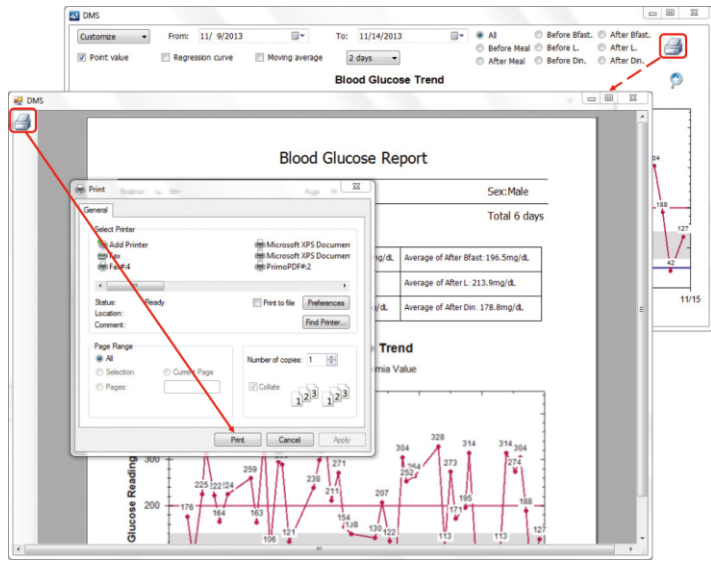 DMS
Customize
From: 11/ 9/2013
To: 11/14/2013
All
Before Bfast.
After Bfast.
Before Meal
Before L.
After L.
Point value
Regression curve
Moving average
2 days
After Meal
Before Din.
After Din.
Blood Glucose Trend
DMS
Blood Glucose Report
Print
Sex:Male
General
Total 6 days
Select Printer
Add Printer
Microsoft XPS Documen
Fax
Microsoft XPS Documen
Fax#:4
PrimoPDF#:2
Average of After Bfast: 196.5mg/dL
Average of After L: 213.9mg/dL
Average of After Din: 178.8mg/dL
Status: Ready
Print to file
Preferences
Location:
Comment:
Find Printer...
188
127
42
11/15
Page Range
All
Selection
Current Page
Pages:
Number of copies: 1
Collate
1 2 3 1 2 3
Trend
Value
Print
Cancel
Apply
Glucose Reading
300
200
176
225
222
224
164
259
163
106
121
238
271
211
154
138
207
130
122
304
252
264
328
273
171
195
314
113
314
304
274
113
188
127